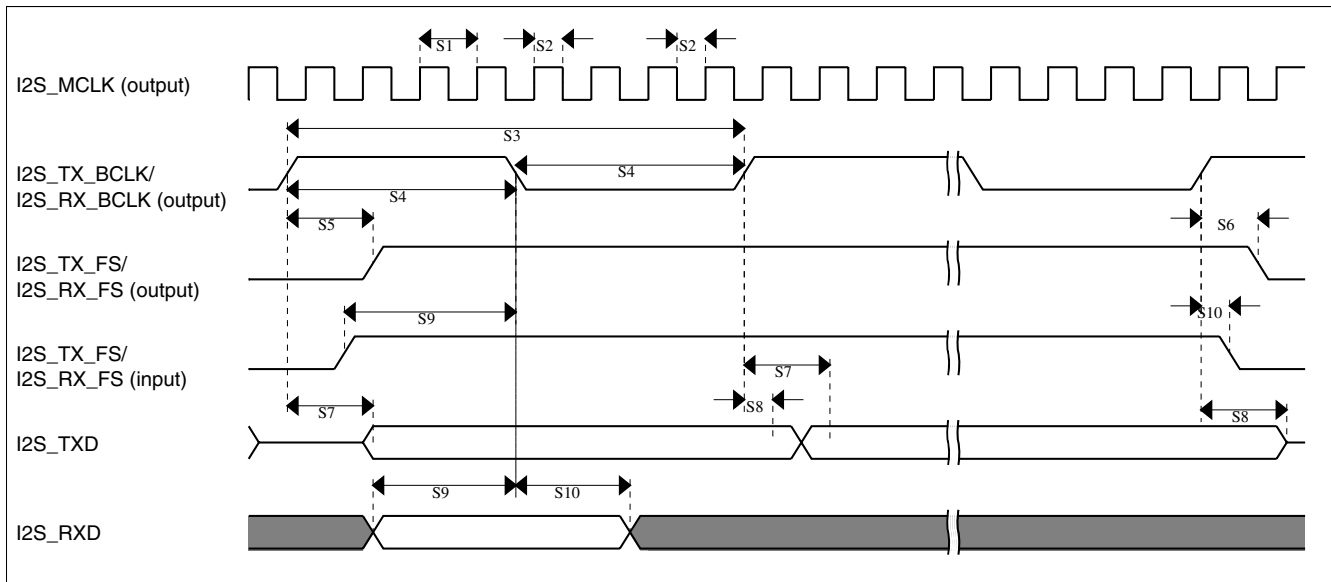 S1
S2
S2
I2S_MCLK (output)
S3
I2S_TX_BCLK/
I2S_RX_BCLK (output)
S4
S4
S5
S6
I2S_TX_FS/
I2S_RX_FS (output)
S9
S10
I2S_TX_FS/
I2S_RX_FS (input)
S7
S7
S8
S8
I2S_TXD
S9
S10
I2S_RXD